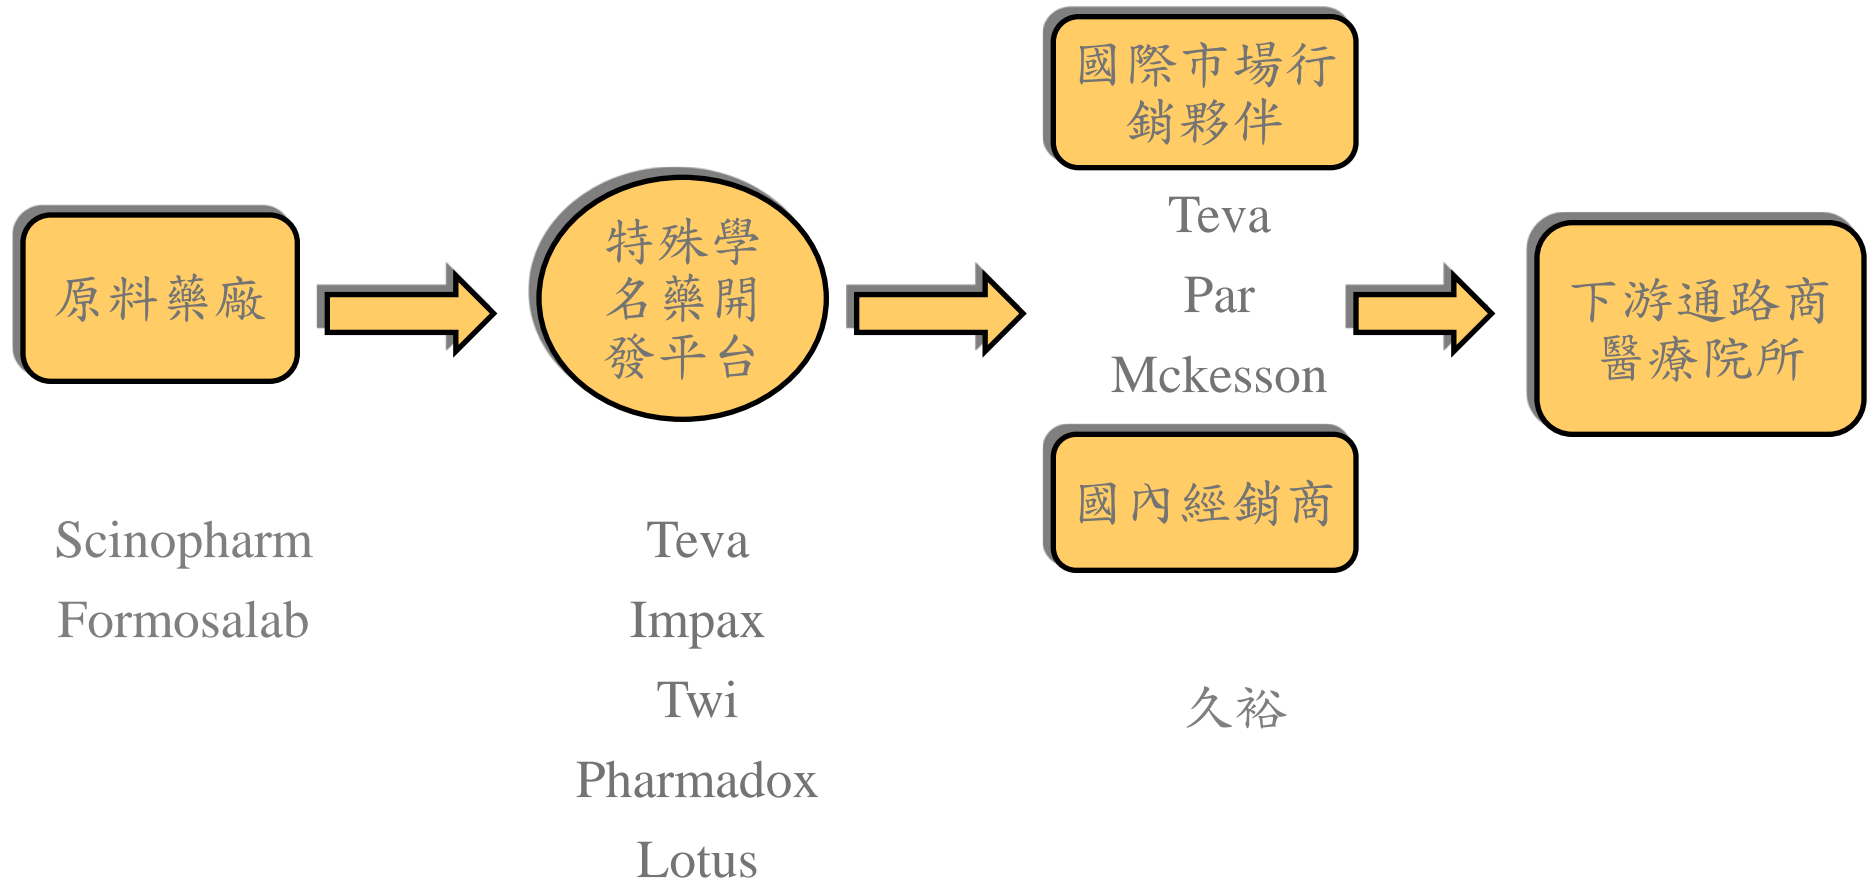 原料藥廠
Scinopharm
Formosalab
特殊學
名藥開
發平台
Teva
Impax
Twi
Pharmadox
Lotus
國際市場行
銷夥伴
Teva
Par
Mckesson
國內經銷商
久裕
下游通路商
醫療院所